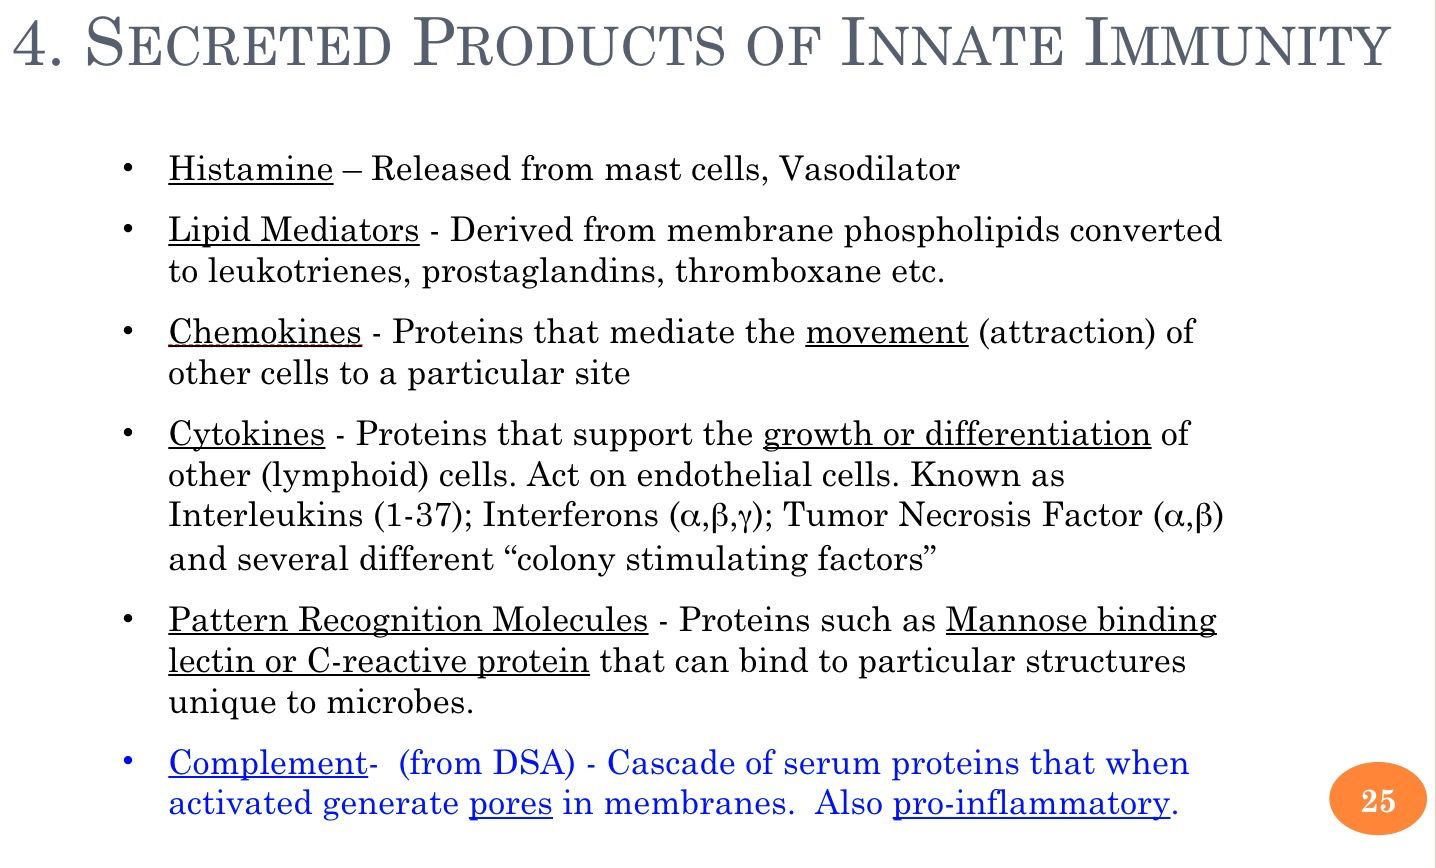 4. SECRETED PRODUCTS OF INNATE IMMUNITY
• Histamine – Released from mast cells, Vasodilator
• Lipid Mediators - Derived from membrane phospholipids converted
to leukotrienes, prostaglandins, thromboxane etc.
• Chemokines - Proteins that mediate the movement (attraction) of
other cells to a particular site
• Cytokines - Proteins that support the growth or differentiation of
other (lymphoid) cells. Act on endothelial cells. Known as
Interleukins (1-37); Interferons (α,β,γ); Tumor Necrosis Factor (α,β)
and several different “colony stimulating factors”
• Pattern Recognition Molecules - Proteins such as Mannose binding
lectin or C-reactive protein that can bind to particular structures
unique to microbes.
• Complement-  (from DSA) - Cascade of serum proteins that when
activated generate pores in membranes.  Also pro-inflammatory.
25